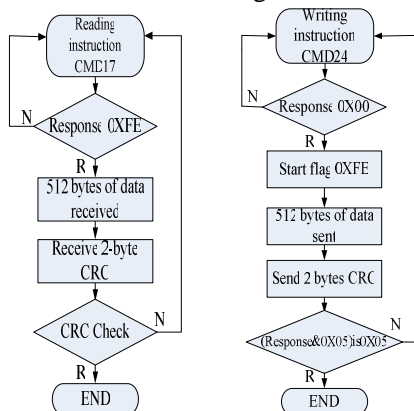 Reading
instruction
CMD17
N
Response 0XFE
R
512 bytes of data
received
Receive 2-byte
CRC
CRC Check
N
R
END
Writing
instruction
CMD24
N
Response 0X00
R
Start flag 0XFE
512 bytes of data
sent
Send 2 bytes CRC
(Response&0X05)is0X05
N
R
END